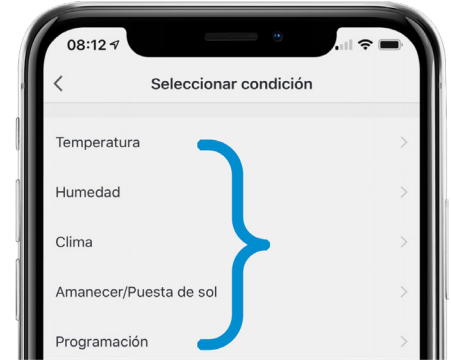 08:12
Seleccionar condición
Temperatura
Humedad
Clima
Amanecer/Puesta de sol
Programación